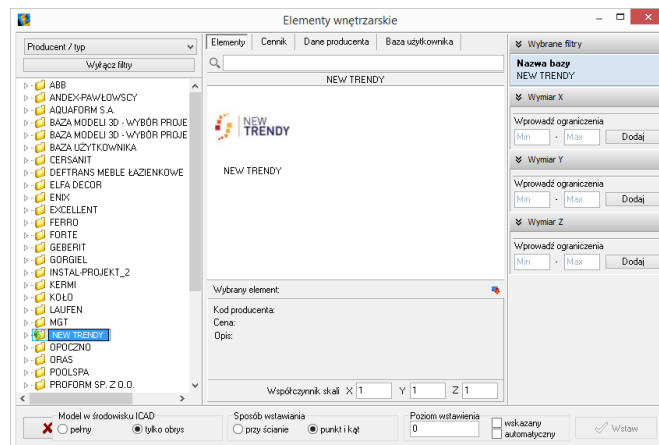 Elementy wnętrzarskie
Producent / typ
Wyłącz filtry
ABB
ANDEX-PAWŁOWSCY
AQUAFORM S.A.
BAZA MODELI 3D - WYBÓR PROJE
BAZA MODELI 3D - WYBÓR PROJE
BAZA UŻYTKOWNIKA
CERSANIT
DEFTRANS MEBLE ŁAZIENKOWE
ELFA DECOR
ENIX
EXCELLENT
FERRO
FORTE
GEBERIT
GORGIEL
INSTAL-PROJEKT_2
KERMI
KOŁO
LAUFEN
MGT
NEW TRENDY
OPOCZNO
ORAS
POOLSPA
PROFORM SP. Z O.O.
Elementy Cennik Dane producenta Baza użytkownika
NEW TRENDY
NEW
TRENDY
NEW TRENDY
Wybrany element:
Kod producenta:
Cena:
Opis:
Współczynnik skali X 1 Y 1 Z 1
Wybrane filtry
Nazwa bazy
NEW TRENDY
Wymiar X
Wprowadź ograniczenia
Min - Max Dodaj
Wymiar Y
Wprowadź ograniczenia
Min - Max Dodaj
Wymiar Z
Wprowadź ograniczenia
Min - Max Dodaj
Model w środowisku ICAD
pełny tylko obrys
Sposób wstawiania
przy ścianie punkt i kąt
Poziom wstawienia
0
wskazany
automatyczny
Wstaw